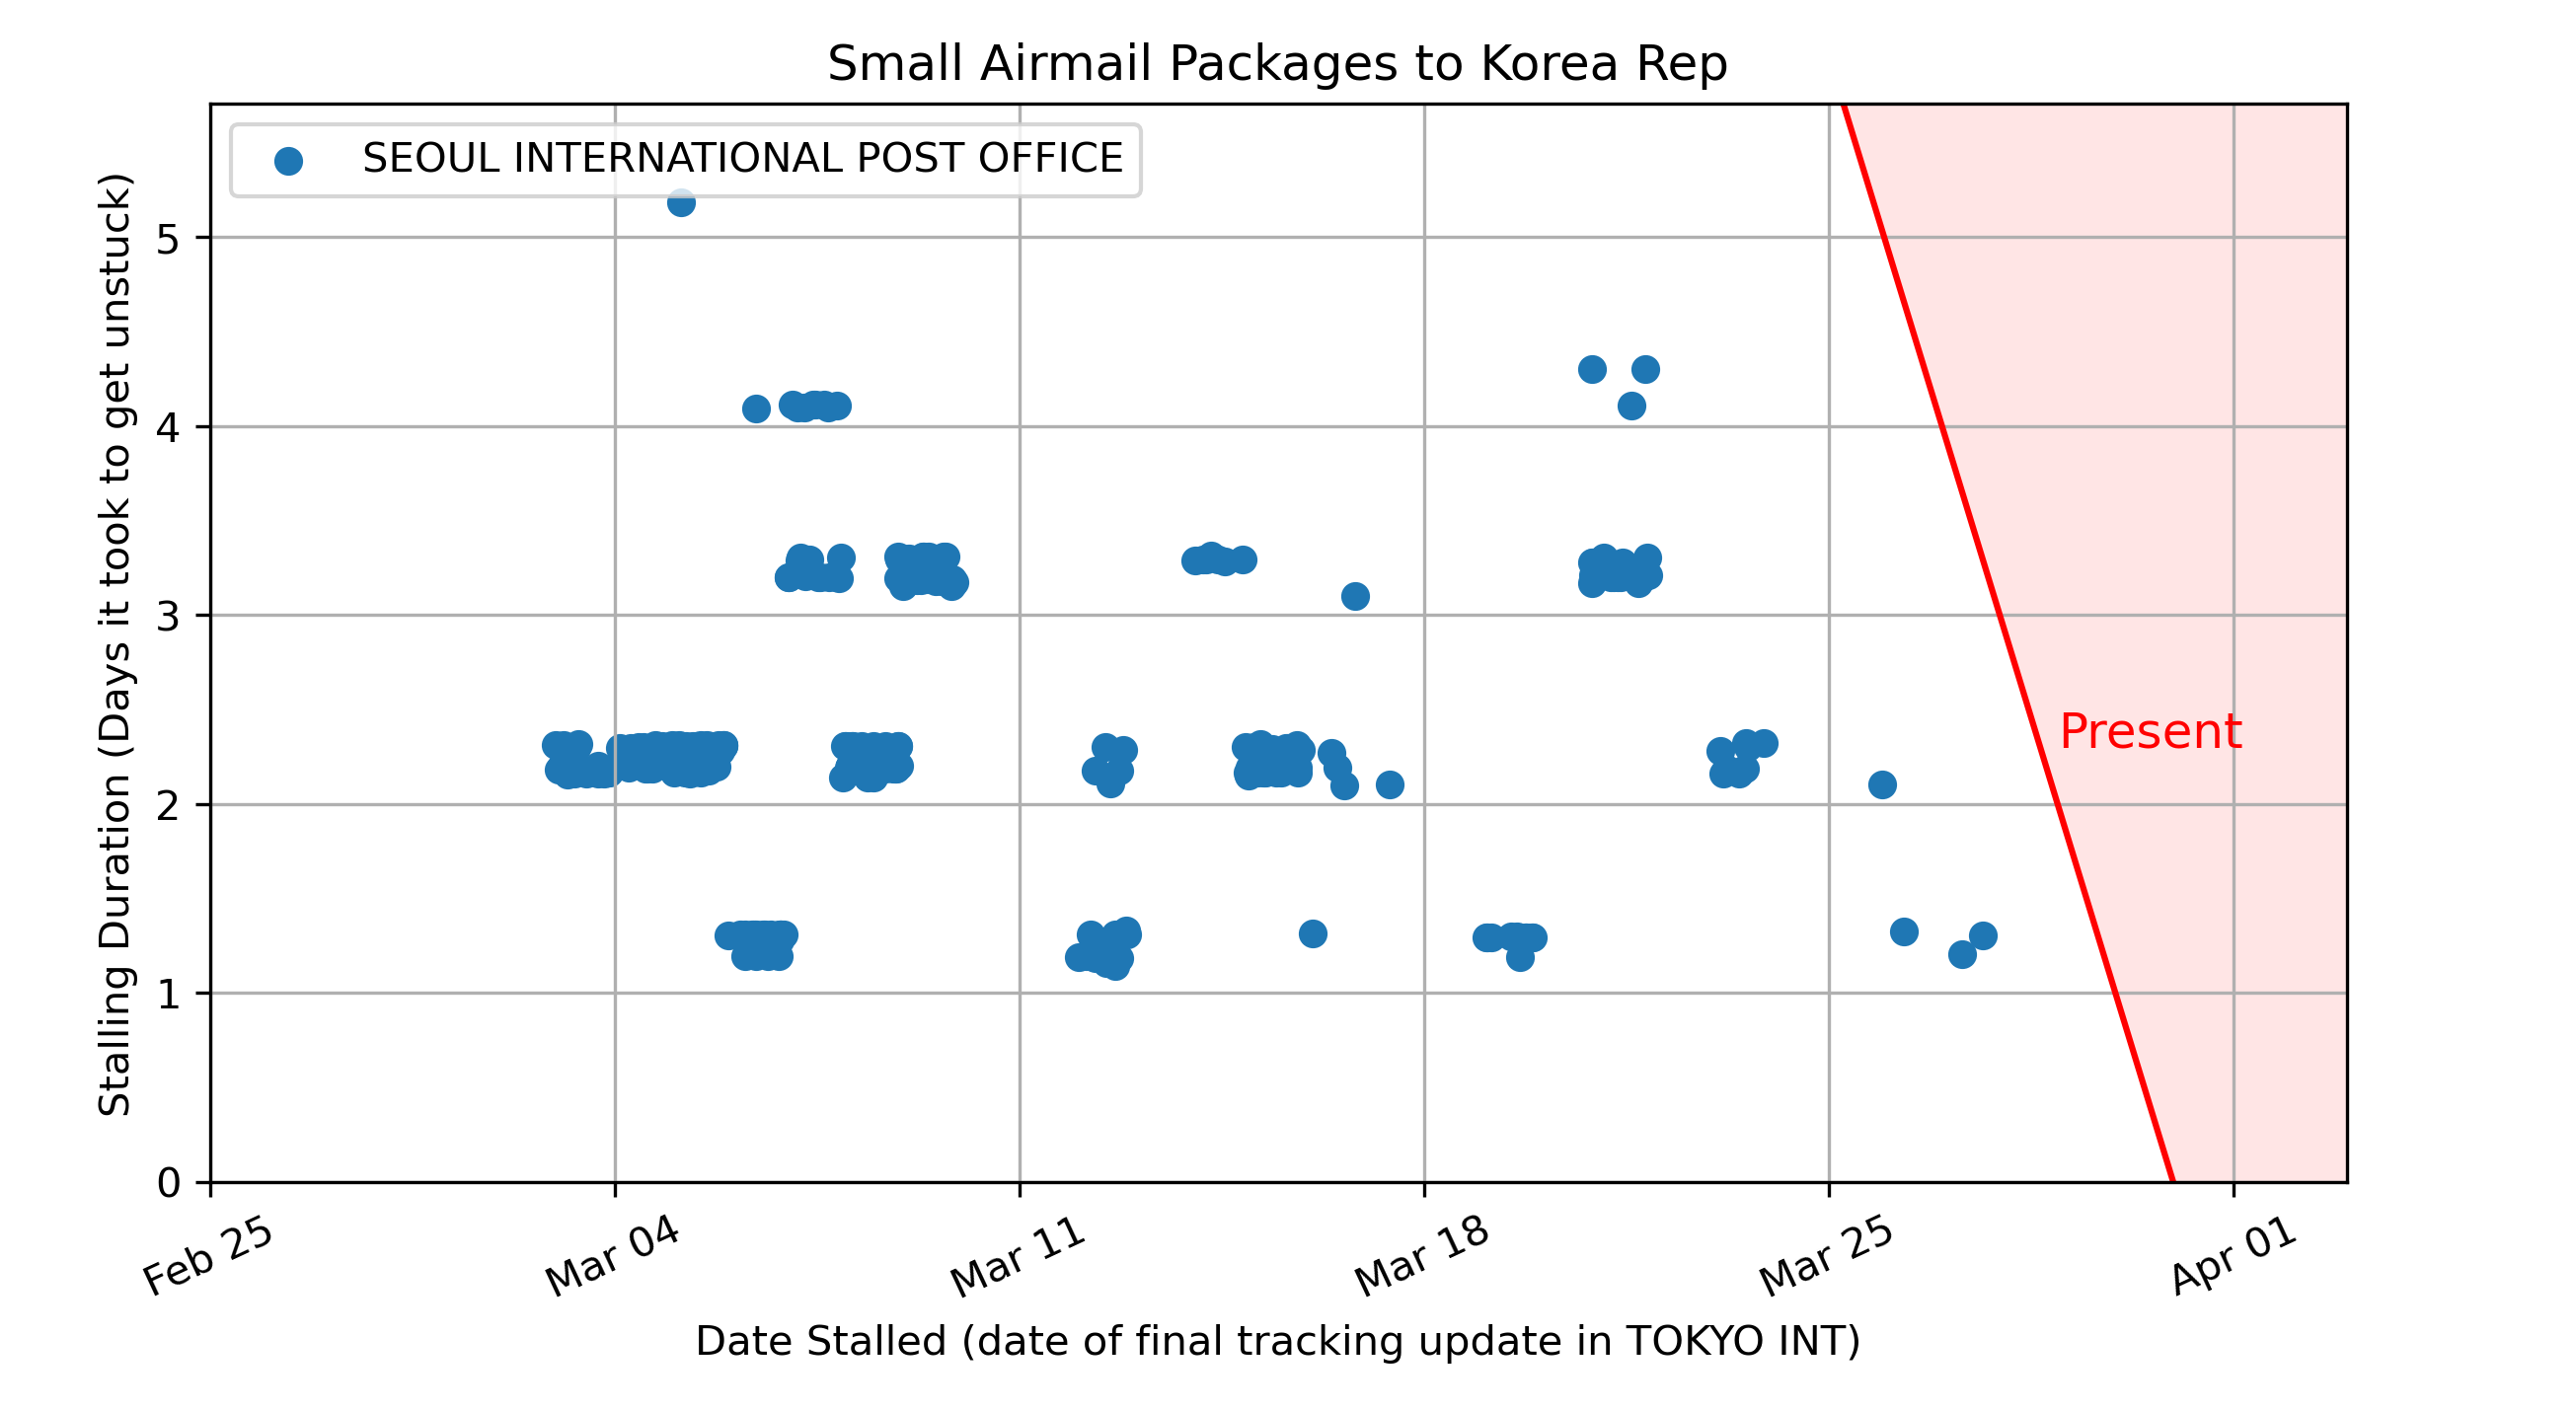 Small Airmail Packages to Korea Rep
SEOUL INTERNATIONAL POST OFFICE
Stalling Duration (Days it took to get unstuck)
5
4
3
2
1
0
Present
Feb 25
Mar 04
Mar 11
Mar 18
Mar 25
Apr 01
Date Stalled (date of final tracking update in TOKYO INT)